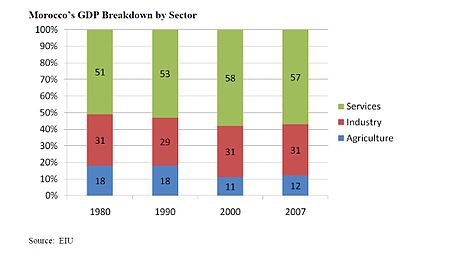 Morocco's GDP Breakdown by Sector
100%
90%
80%
70%
60%
50%
40%
30%
20%
10%
0%
51 53 58 57
31 29 31 31
18 18 11 12
1980 1990 2000 2007
Services
Industry
Agriculture
Source: EIU